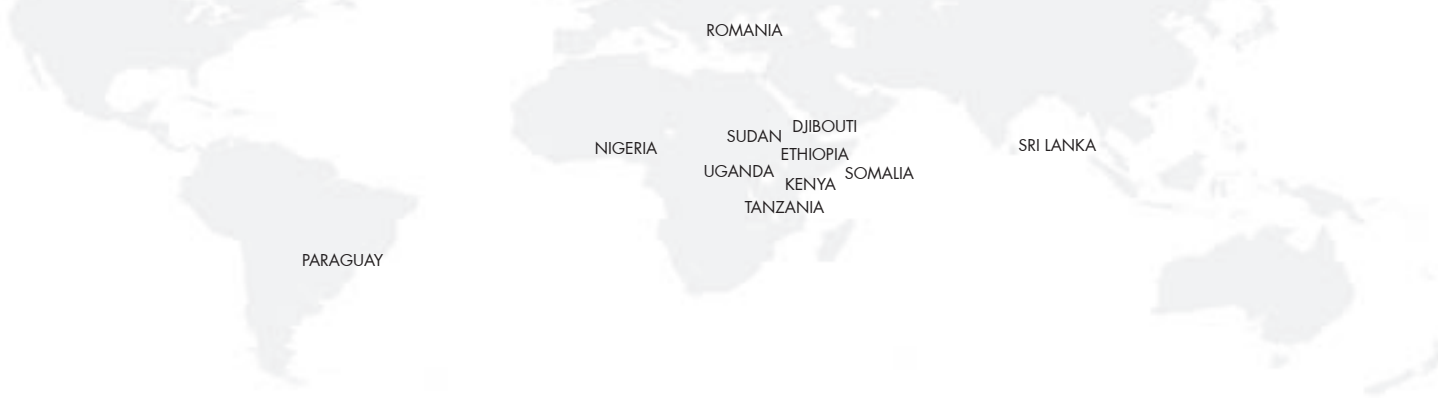 ROMANIA
DJIBOUTI
SUDAN
SRI LANKA
NIGERIA
ETHIOPIA
UGANDA
SOMALIA
KENYA
TANZANIA
PARAGUAY